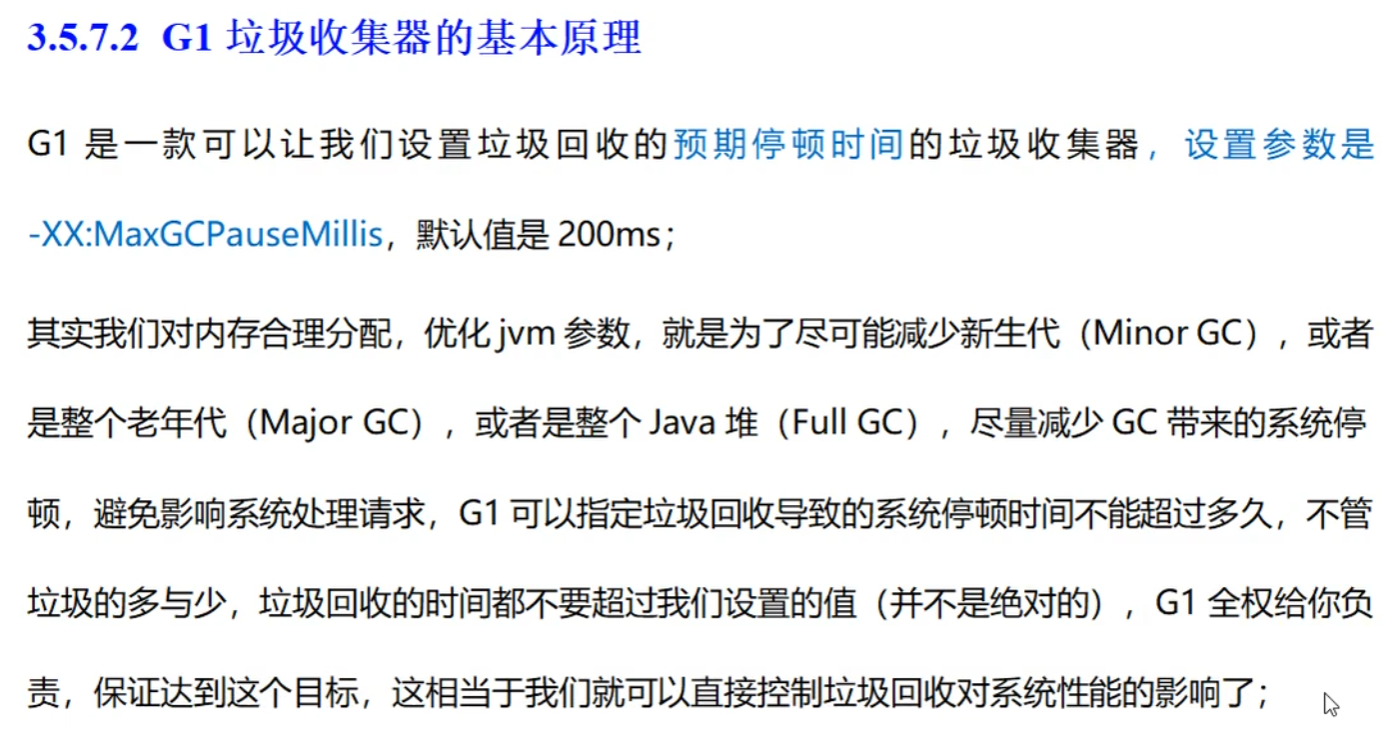 3.5.7.2 G1 垃圾收集器的基本原理
G1 是一款可以让我们设置垃圾回收的预期停顿时间的垃圾收集器，设置参数是
-XX:MaxGCPauseMillis，默认值是 200ms；
其实我们对内存合理分配，优化 jvm 参数，就是为了尽可能减少新生代（Minor GC），或者
是整个老年代（Major GC），或者是整个 Java 堆（Full GC），尽量减少 GC 带来的系统停
顿，避免影响系统处理请求，G1 可以指定垃圾回收导致的系统停顿时间不能超过多久，不管
垃圾的多与少，垃圾回收的时间都不要超过我们设置的值（并不是绝对的），G1 全权给你负
责，保证达到这个目标，这相当于我们就可以直接控制垃圾回收对系统性能的影响了；